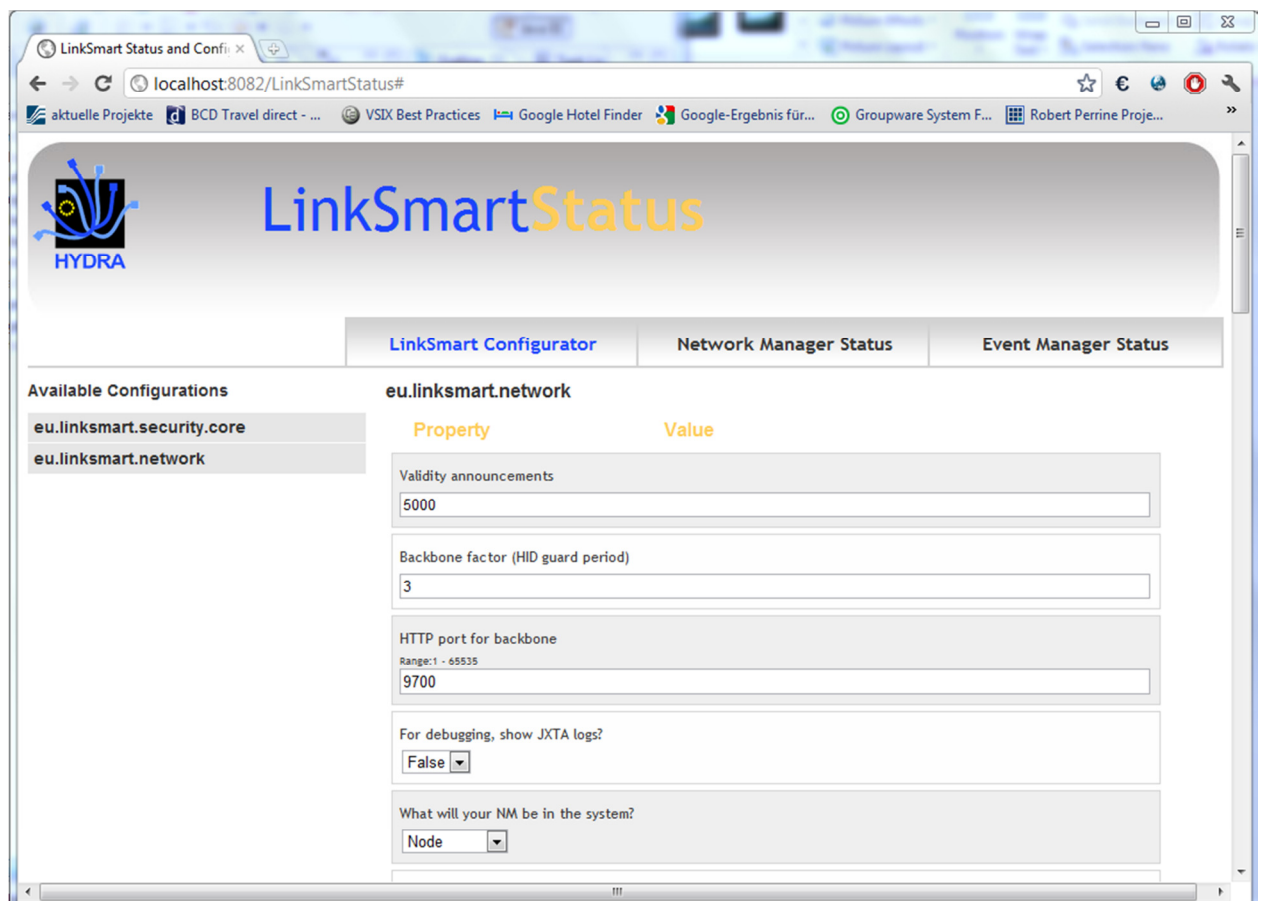 LinkSmart Status and Confi
localhost:8082/LinkSmartStatus#
aktuelle Projekte BCD Travel direct - ... VSIX Best Practices Google Hotel Finder Google-Ergebnis für... Groupware System F... Robert Perrine Proje... »
HYDRA
LinkSmartStatus
LinkSmart Configurator Network Manager Status Event Manager Status
Available Configurations
eu.linksmart.security.core
eu.linksmart.network
eu.linksmart.network
Property Value
Validity announcements
5000
Backbone factor (HID guard period)
3
HTTP port for backbone
Range:1 - 65535
9700
For debugging, show JXTA logs?
False
What will your NM be in the system?
Node